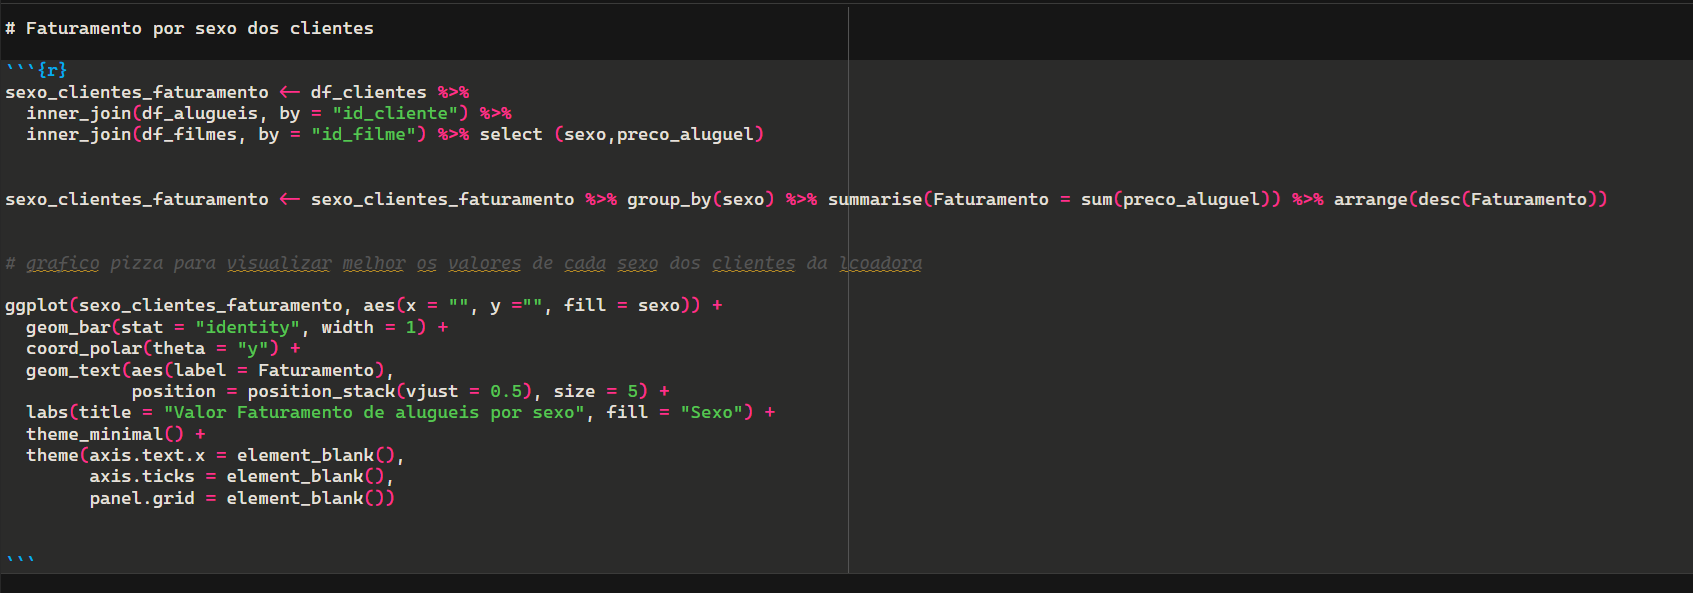 # Faturamento por sexo dos clientes
```{r}
sexo_clientes_faturamento <- df_clientes %>%
  inner_join(df_alugueis, by = "id_cliente") %>%
  inner_join(df_filmes, by = "id_filme") %>% select (sexo,preco_aluguel)
sexo_clientes_faturamento <- sexo_clientes_faturamento %>% group_by(sexo) %>% summarise(Faturamento = sum(preco_aluguel)) %>% arrange(desc(Faturamento))
# grafico pizza para visualizar melhor os valores de cada sexo dos clientes da lcoadora
ggplot(sexo_clientes_faturamento, aes(x = "", y ="", fill = sexo)) +
  geom_bar(stat = "identity", width = 1) +
  coord_polar(theta = "y") +
  geom_text(aes(label = Faturamento),
            position = position_stack(vjust = 0.5), size = 5) +
  labs(title = "Valor Faturamento de alugueis por sexo", fill = "Sexo") +
  theme_minimal() +
  theme(axis.text.x = element_blank(),
        axis.ticks = element_blank(),
        panel.grid = element_blank())
```